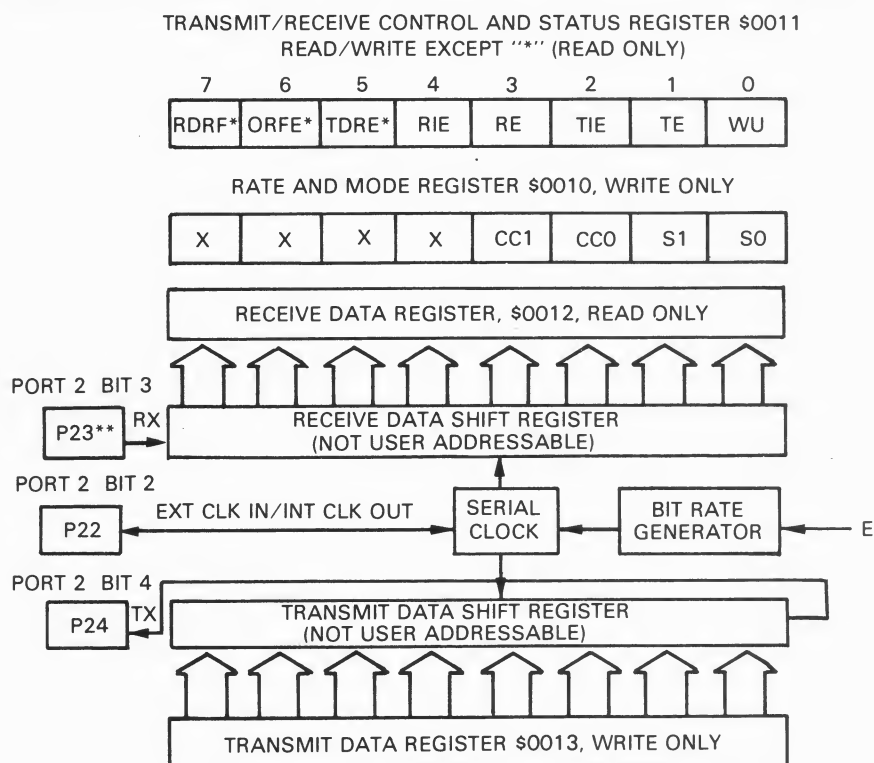 TRANSMIT/RECEIVE CONTROL AND STATUS REGISTER $0011
READ/WRITE EXCEPT "*" (READ ONLY)
7 6 5 4 3 2 1 0
RDRF* ORFE* TDRE* RIE RE TIE TE WU
RATE AND MODE REGISTER $0010, WRITE ONLY
X X X X CC1 CC0 S1 S0
RECEIVE DATA REGISTER, $0012, READ ONLY
PORT 2 BIT 3
P23** RX
RECEIVE DATA SHIFT REGISTER
(NOT USER ADDRESSABLE)
PORT 2 BIT 2
P22
EXT CLK IN/INT CLK OUT
SERIAL
CLOCK
BIT RATE
GENERATOR
E
PORT 2 BIT 4
P24 TX
TRANSMIT DATA SHIFT REGISTER
(NOT USER ADDRESSABLE)
TRANSMIT DATA REGISTER $0013, WRITE ONLY